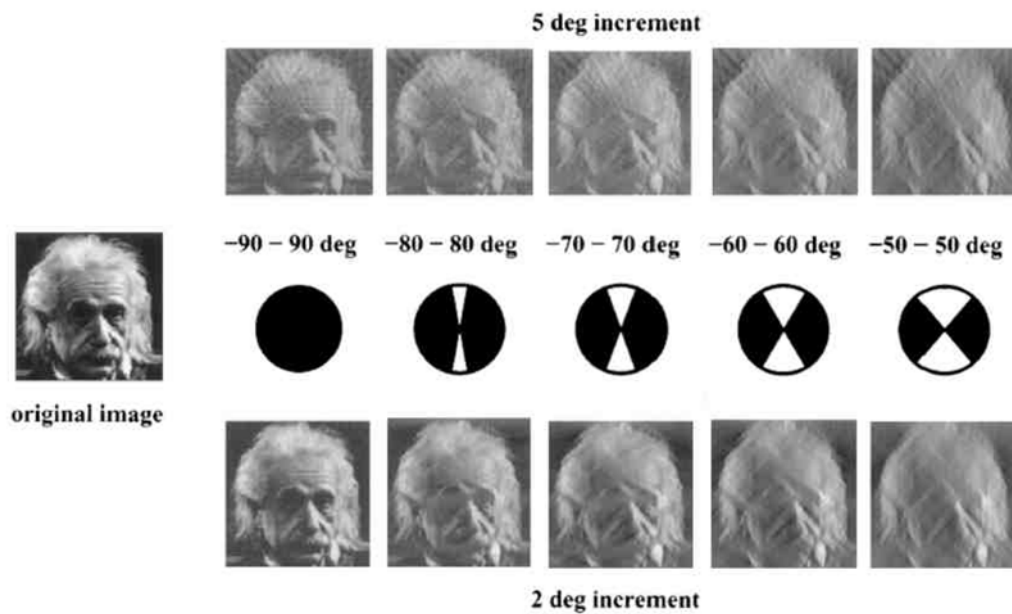 5 deg increment
−90 − 90 deg
−80 − 80 deg
−70 − 70 deg
−60 − 60 deg
−50 − 50 deg
original image
2 deg increment